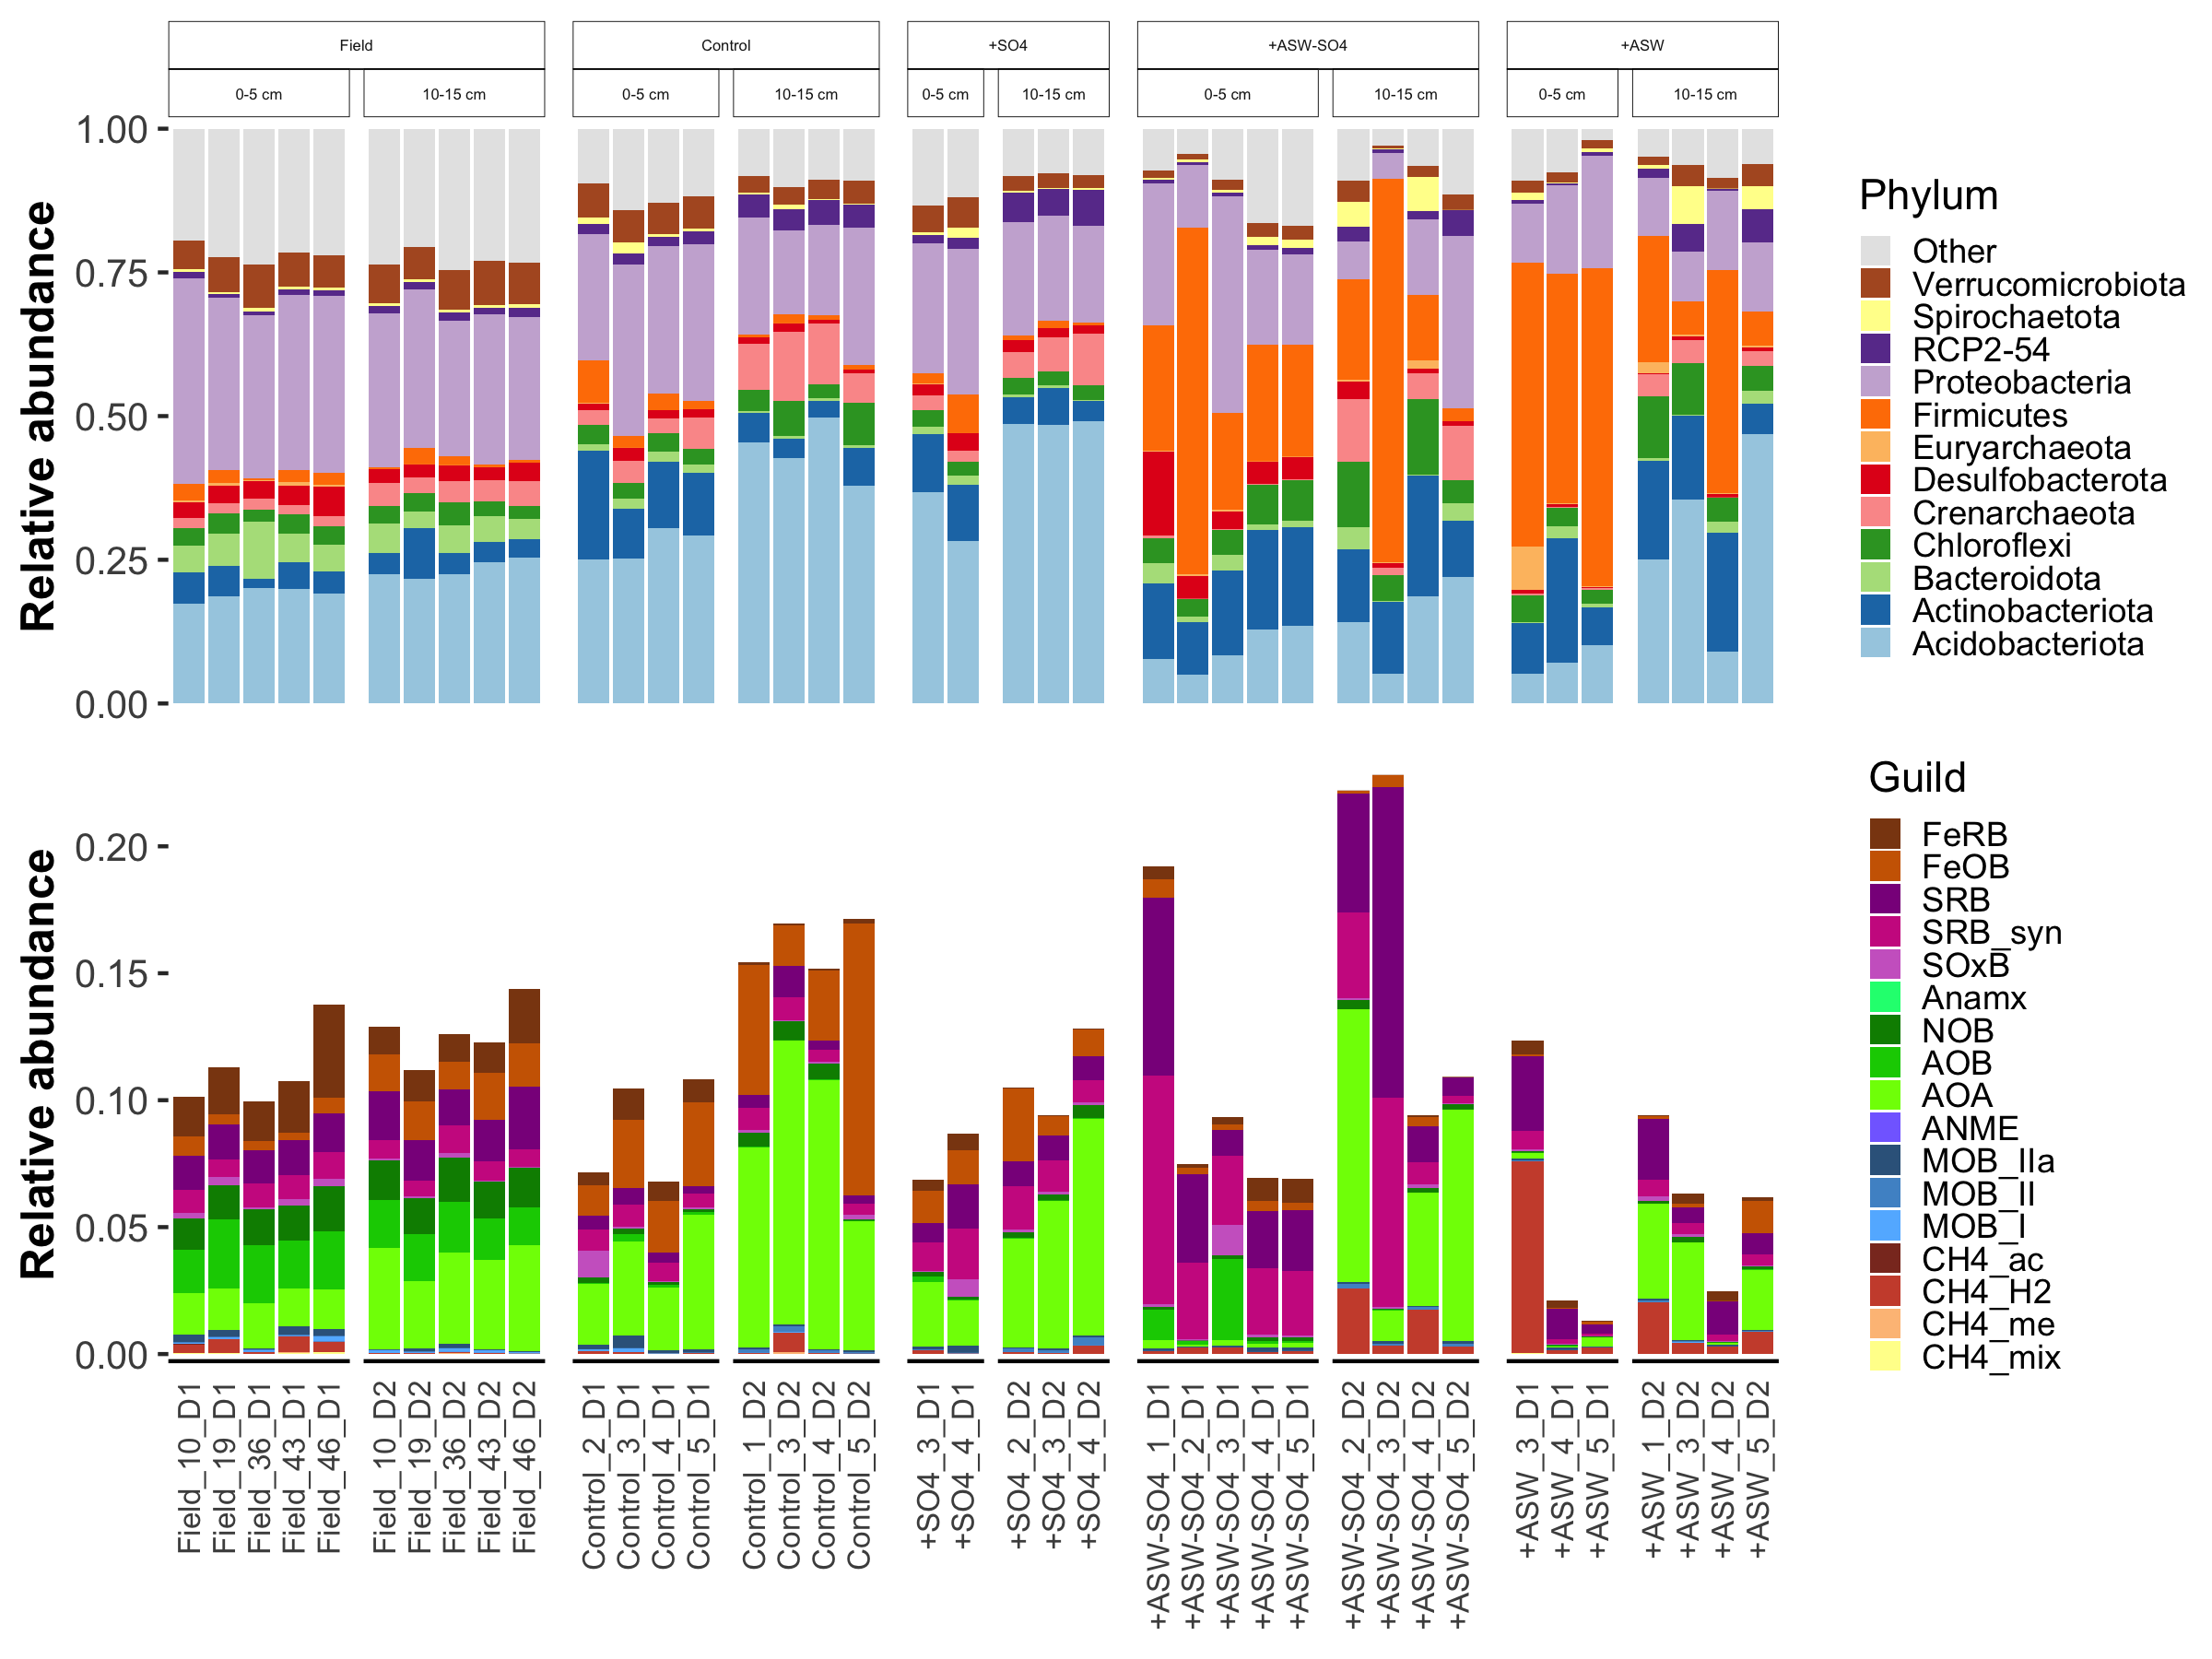 Field
Control
+SO4
+ASW-SO4
+ASW
0-5 cm
10-15 cm
0-5 cm
10-15 cm
0-5 cm
10-15 cm
0-5 cm
10-15 cm
0-5 cm
10-15 cm
Relative abundance
1.00
0.75
0.50
0.25
0.00
Phylum
Other
Verrucomicrobiota
Spirochaetota
RCP2-54
Proteobacteria
Firmicutes
Euryarchaeota
Desulfobacterota
Crenarchaeota
Chloroflexi
Bacteroidota
Actinobacteriota
Acidobacteriota
Relative abundance
0.20
0.15
0.10
0.05
0.00
Guild
FeRB
FeOB
SRB
SRB_syn
SOxB
Anamx
NOB
AOB
AOA
ANME
MOB_IIa
MOB_II
MOB_I
CH4_ac
CH4_H2
CH4_me
CH4_mix
Field_10_D1
Field_19_D1
Field_36_D1
Field_43_D1
Field_46_D1
Field_10_D2
Field_19_D2
Field_36_D2
Field_43_D2
Field_46_D2
Control_2_D1
Control_3_D1
Control_4_D1
Control_5_D1
Control_1_D2
Control_3_D2
Control_4_D2
Control_5_D2
+SO4_3_D1
+SO4_4_D1
+SO4_2_D2
+SO4_3_D2
+SO4_4_D2
+ASW-SO4_1_D1
+ASW-SO4_2_D1
+ASW-SO4_3_D1
+ASW-SO4_4_D1
+ASW-SO4_5_D1
+ASW-SO4_2_D2
+ASW-SO4_3_D2
+ASW-SO4_4_D2
+ASW-SO4_5_D2
+ASW_3_D1
+ASW_4_D1
+ASW_5_D1
+ASW_1_D2
+ASW_3_D2
+ASW_4_D2
+ASW_5_D2